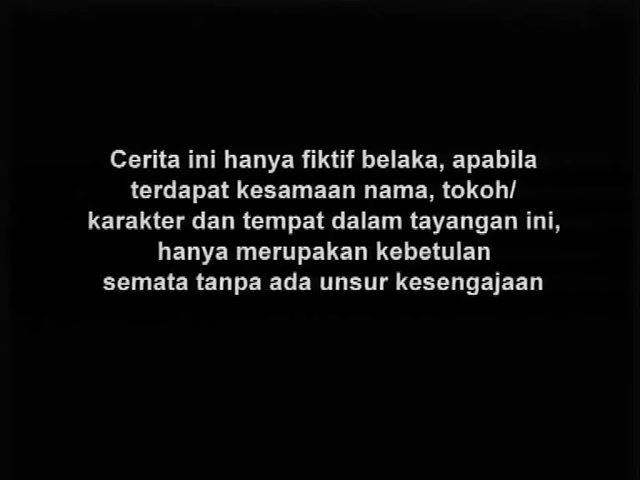 Cerita ini hanya fiktif belaka, apabila
terdapat kesamaan nama, tokoh/
karakter dan tempat dalam tayangan ini,
hanya merupakan kebetulan
semata tanpa ada unsur kesengajaan